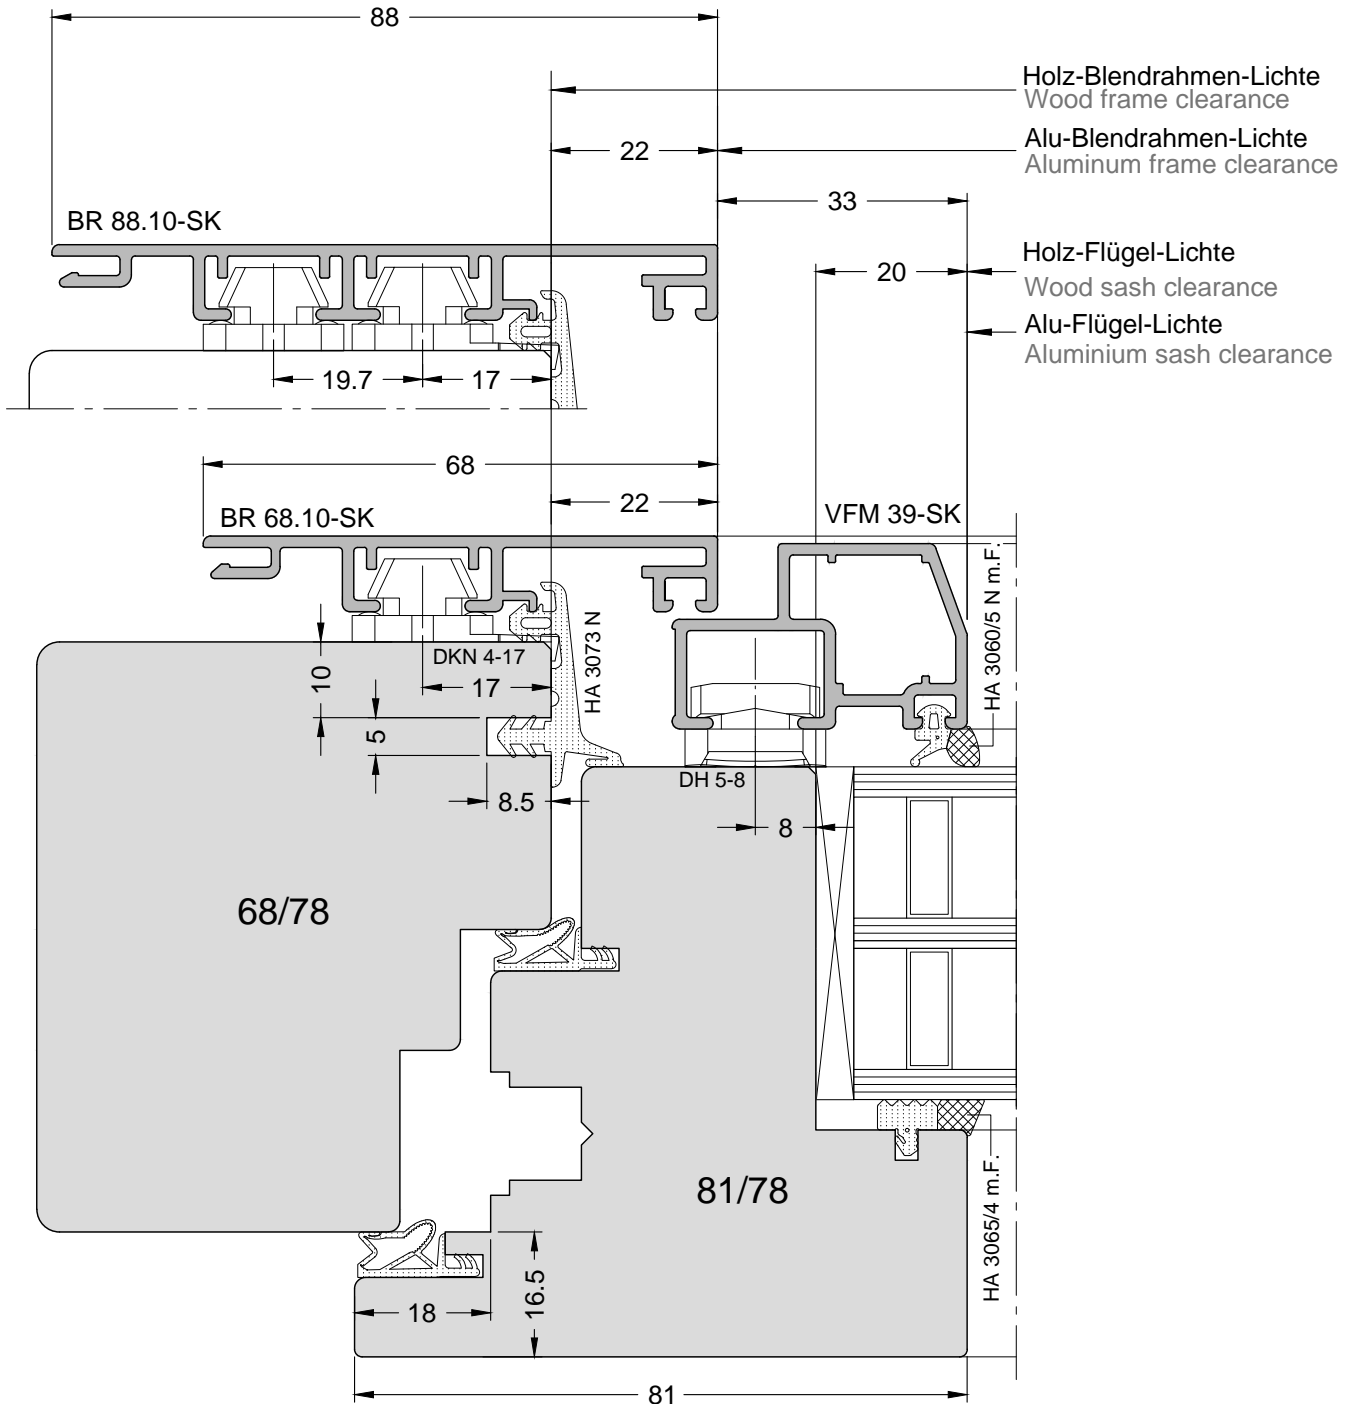 88
Holz-Blendrahmen-Lichte
Wood frame clearance
22
Alu-Blendrahmen-Lichte
Aluminum frame clearance
33
BR 88.10-SK
Holz-Flügel-Lichte
20
Wood sash clearance
Alu-Flügel-Lichte
Aluminium sash clearance
19.7
17
68
22
BR 68.10-SK
VFM 39-SK
HA 3060/5 N m.F.
HA 3073 N
DKN 4-17
10
17
5
DH 5-8
8.5
8
68/78
81/78
HA 3065/4 m.F.
16.5
18
81